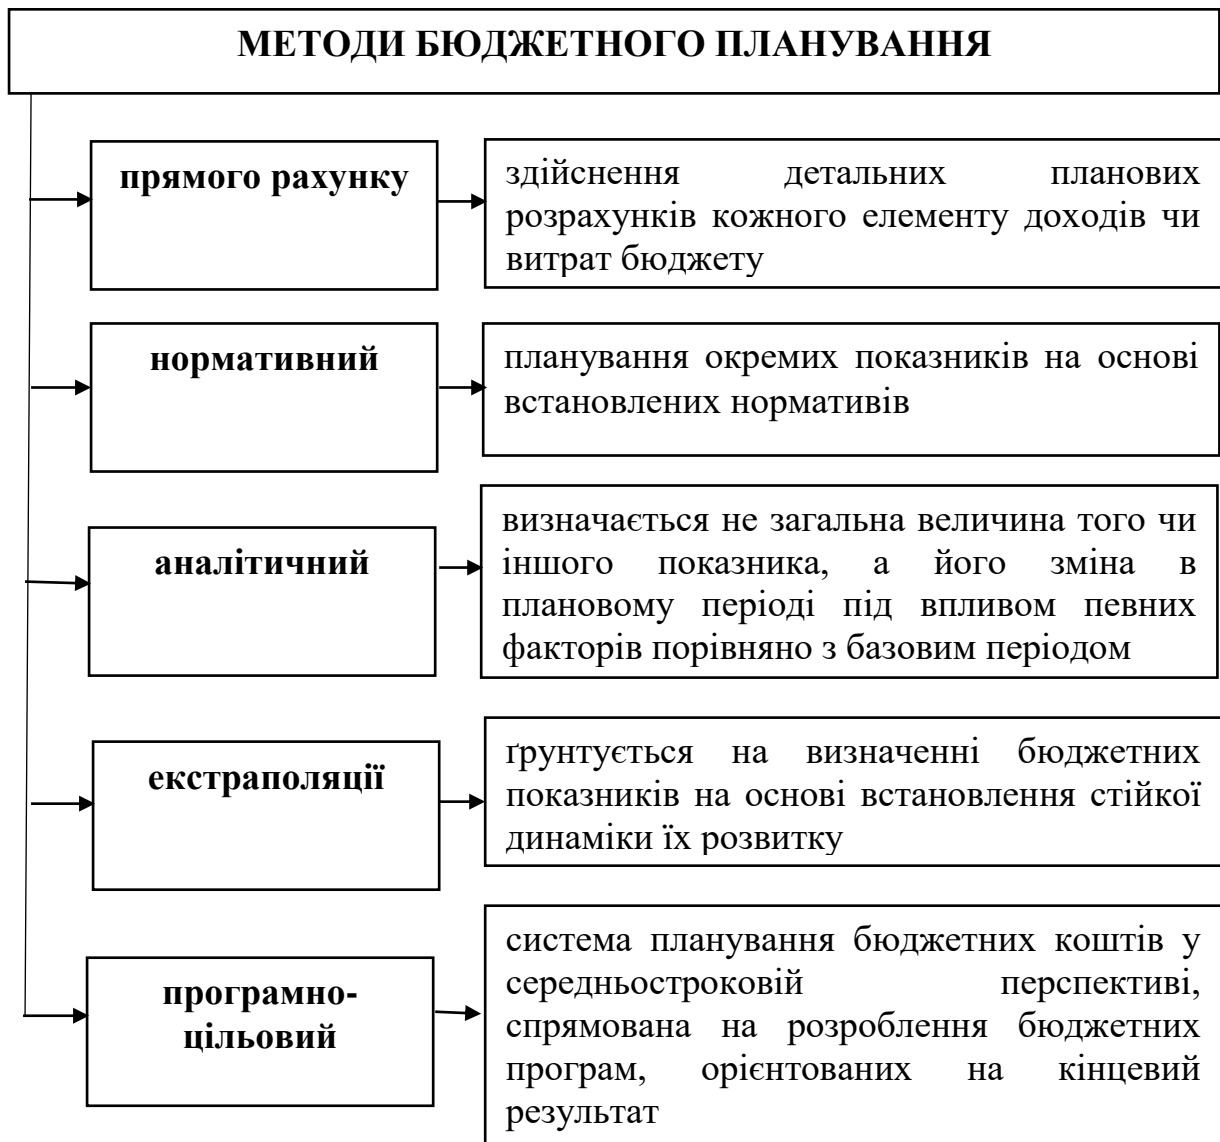 МЕТОДИ БЮДЖЕТНОГО ПЛАНУВАННЯ
прямого рахунку
здійснення детальних планових
розрахунків кожного елементу доходів чи
витрат бюджету
нормативний
планування окремих показників на основі
встановлених нормативів
аналітичний
визначається не загальна величина того чи
іншого показника, а його зміна в
плановому періоді під впливом певних
факторів порівняно з базовим періодом
екстраполяції
ґрунтується на визначенні бюджетних
показників на основі встановлення стійкої
динаміки їх розвитку
програмно-
цільовий
система планування бюджетних коштів у
середньостроковій перспективі,
спрямована на розроблення бюджетних
програм, орієнтованих на кінцевий
результат